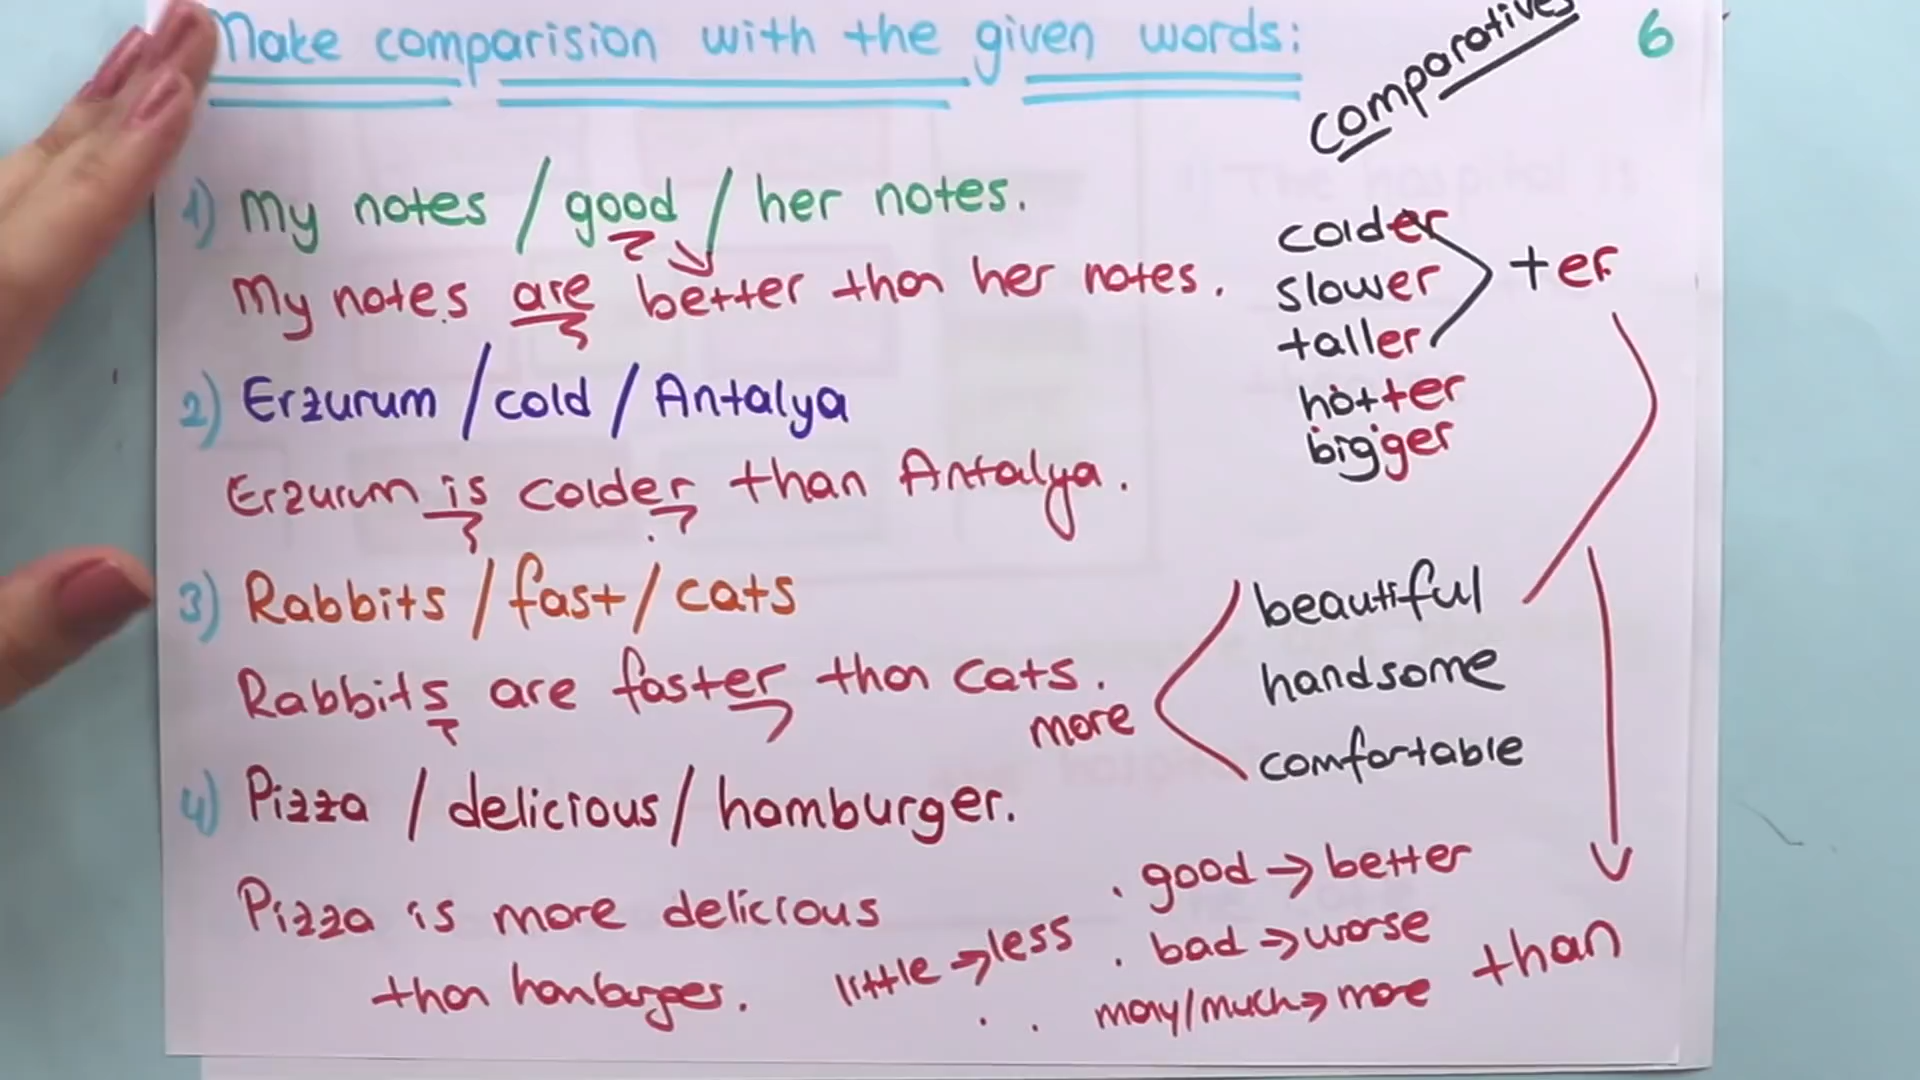 Make comparision with the given words:
6
Comparatives
1) My notes / good / her notes.
My notes are better than her notes.
2) Erzurum / cold / Antalya
Erzurum is colder than Antalya.
3) Rabbits / fast / cats
Rabbits are faster than cats.
4) Pizza / delicious / hamburger.
Pizza is more delicious
than hamburger.
colder
slower
taller
+er
hotter
bigger
more
beautiful
handsome
comfortable
little → less
. good → better
. bad → worse
many/much → more
than